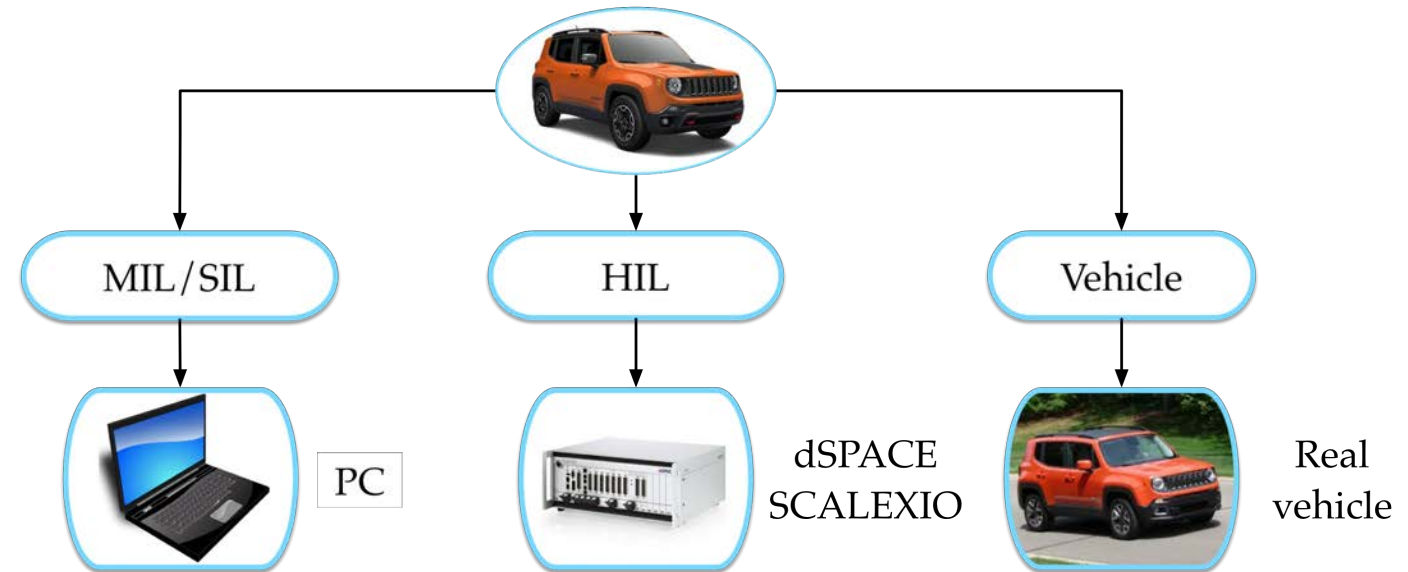 MIL/SIL
HIL
Vehicle
PC
dSPACE
SCALEXIO
Real
vehicle